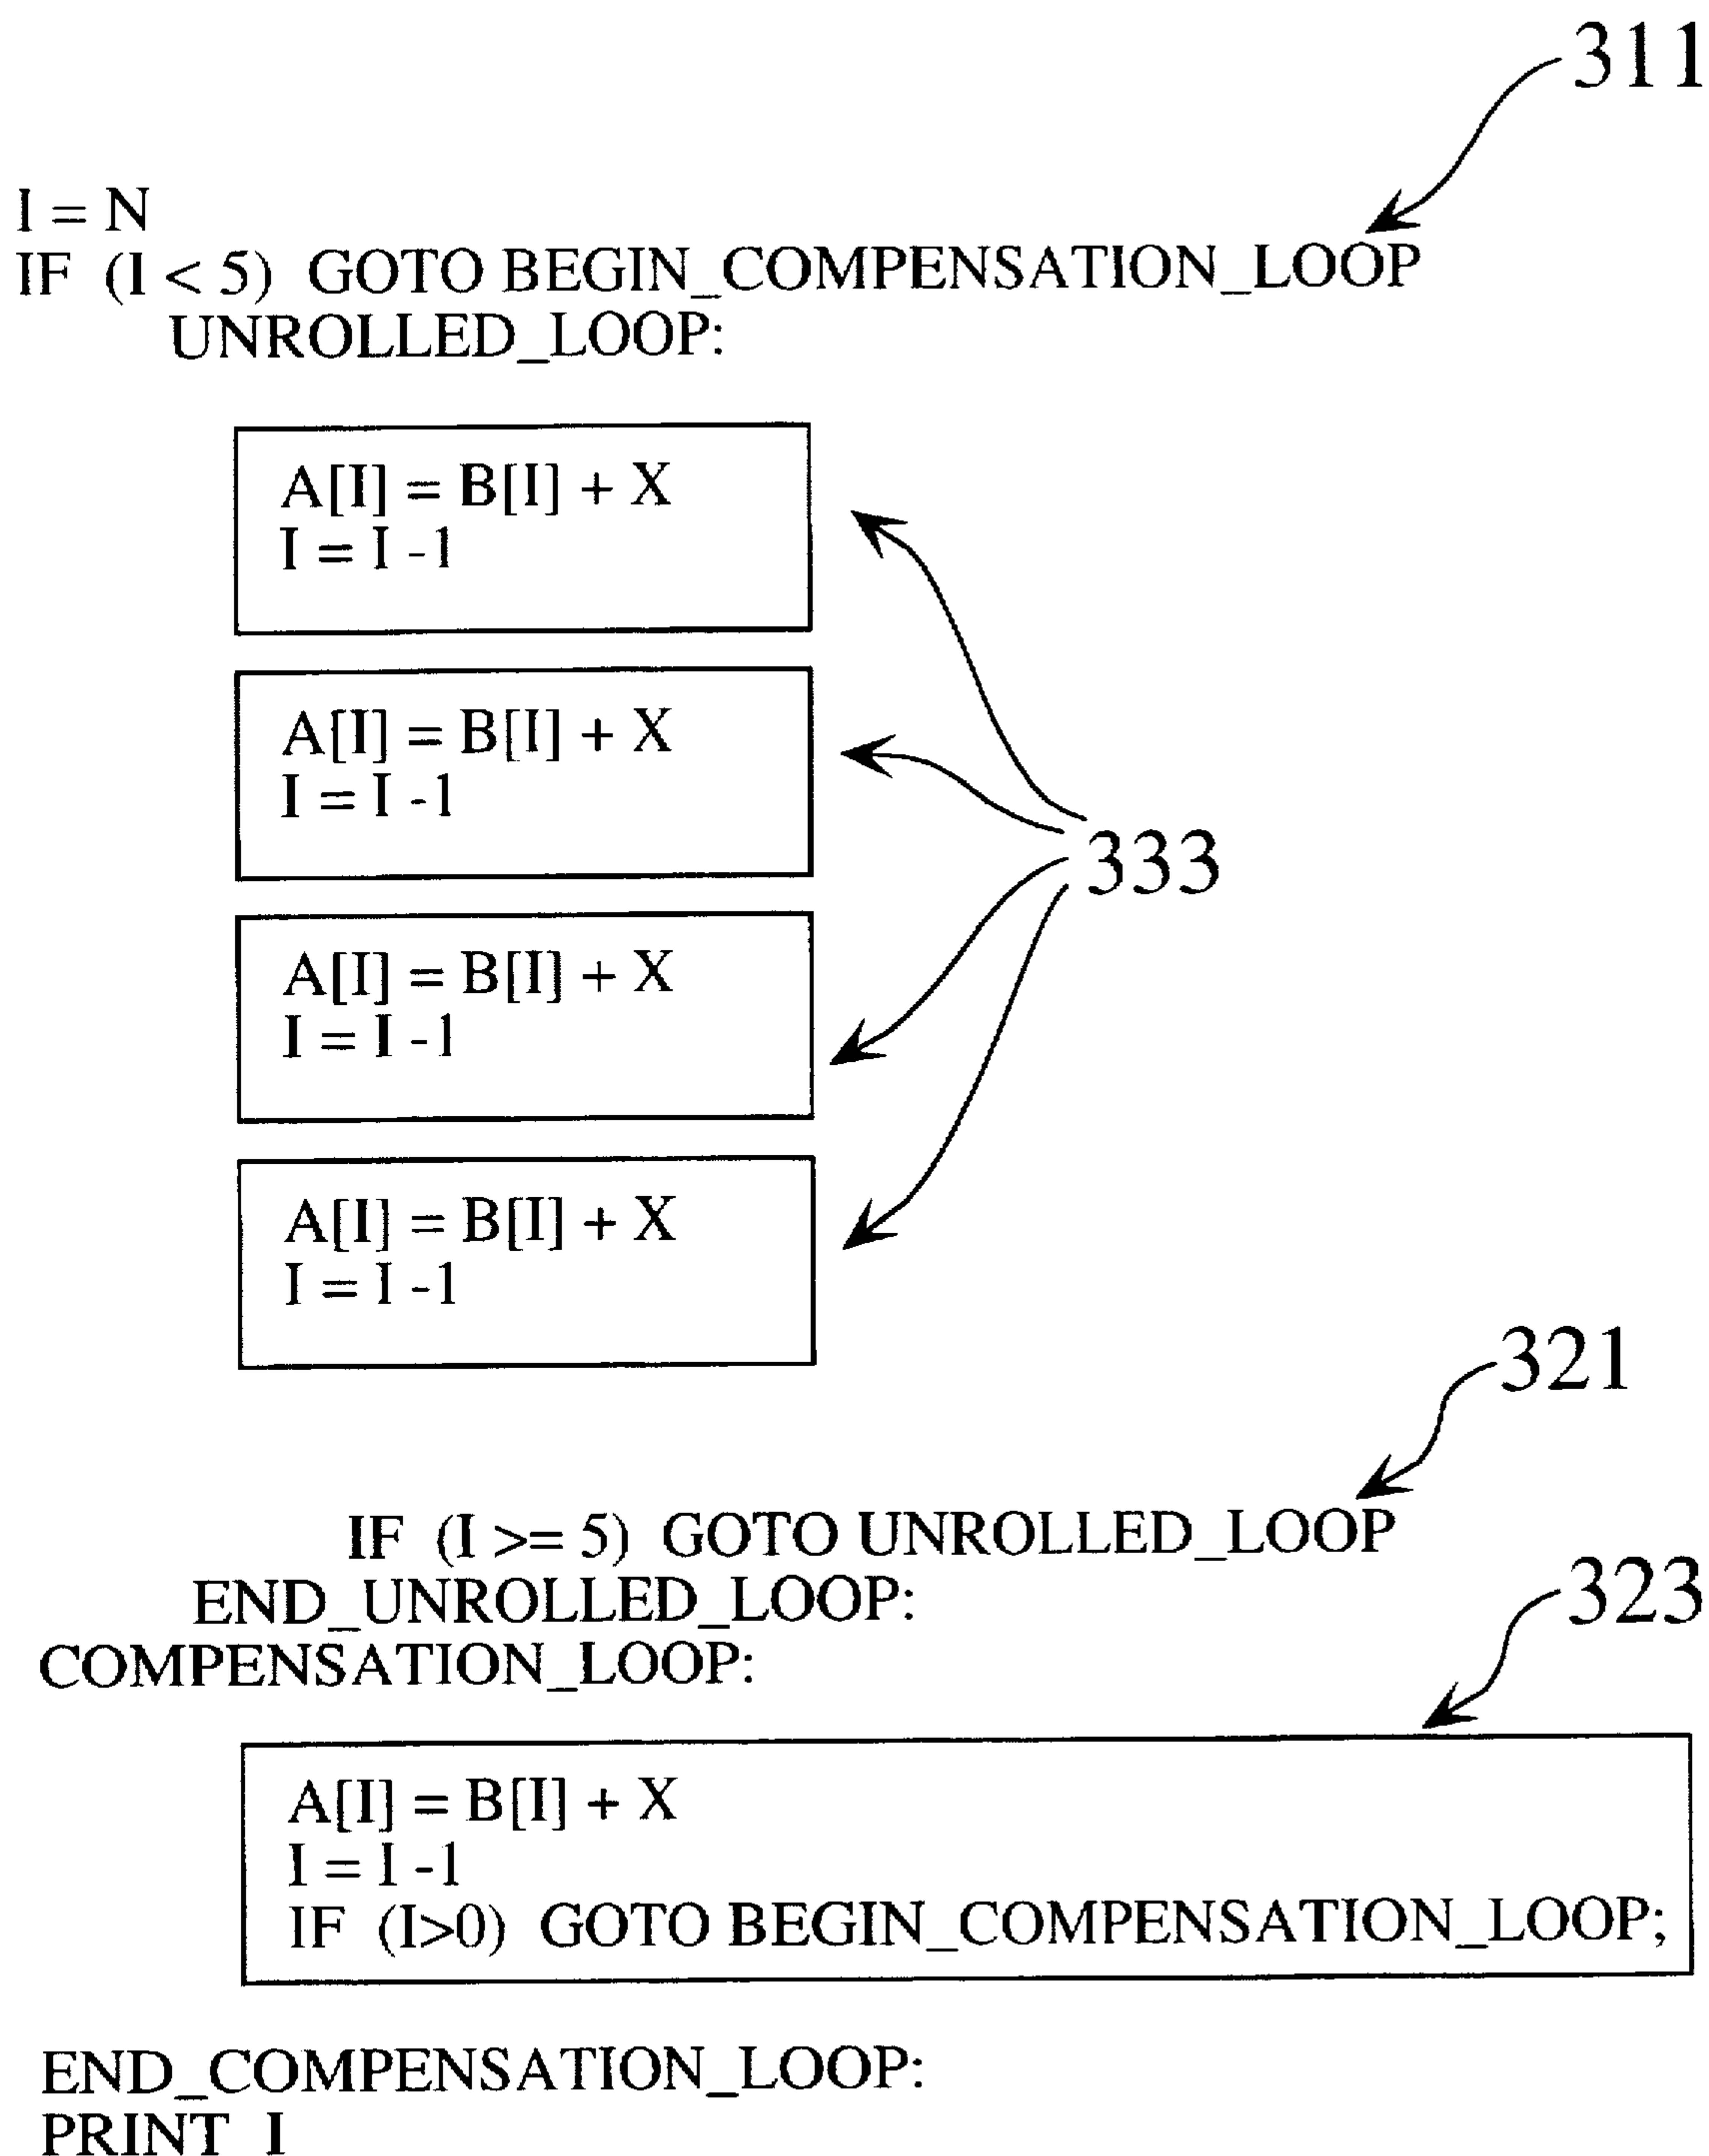 311
I = N
IF (I < 5) GOTO BEGIN_COMPENSATION_LOOP
UNROLLED_LOOP:
A[I] = B[I] + X
I = I -1
A[I] = B[I] + X
I = I -1
333
A[I] = B[I] + X
I = I -1
A[I] = B[I] + X
I = I -1
321
IF (I >= 5) GOTO UNROLLED_LOOP
END_UNROLLED_LOOP:
323
COMPENSATION_LOOP:
A[I] = B[I] + X
I = I -1
IF (I>0) GOTO BEGIN_COMPENSATION_LOOP;
END_COMPENSATION_LOOP:
PRINT I